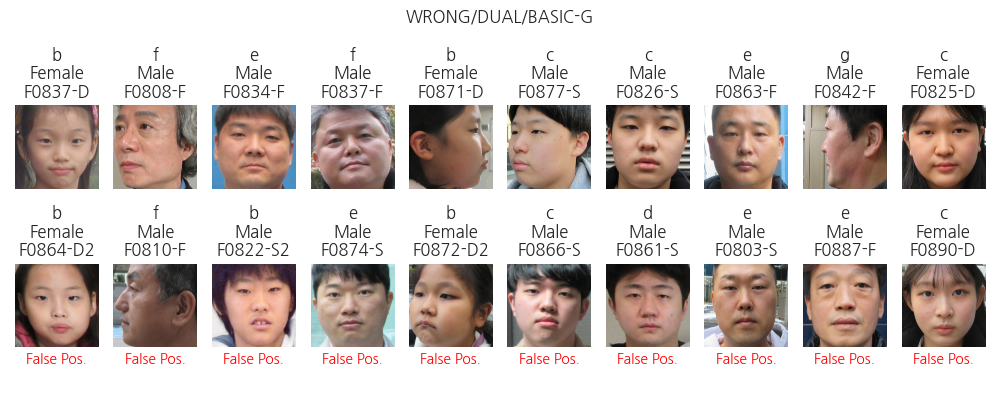 WRONG/DUAL/BASIC-G
b f e f b c c e g c
Female Male Male Male Female Male Male Male Male Female
F0837-D F0808-F F0834-F F0837-F F0871-D F0877-S F0826-S F0863-F F0842-F F0825-D
b f b e b c d e e c
Female Male Male Male Female Male Male Male Male Female
F0864-D2 F0810-F F0822-S2 F0874-S F0872-D2 F0866-S F0861-S F0803-S F0887-F F0890-D
False Pos. False Pos. False Pos. False Pos. False Pos. False Pos. False Pos. False Pos. False Pos. False Pos.